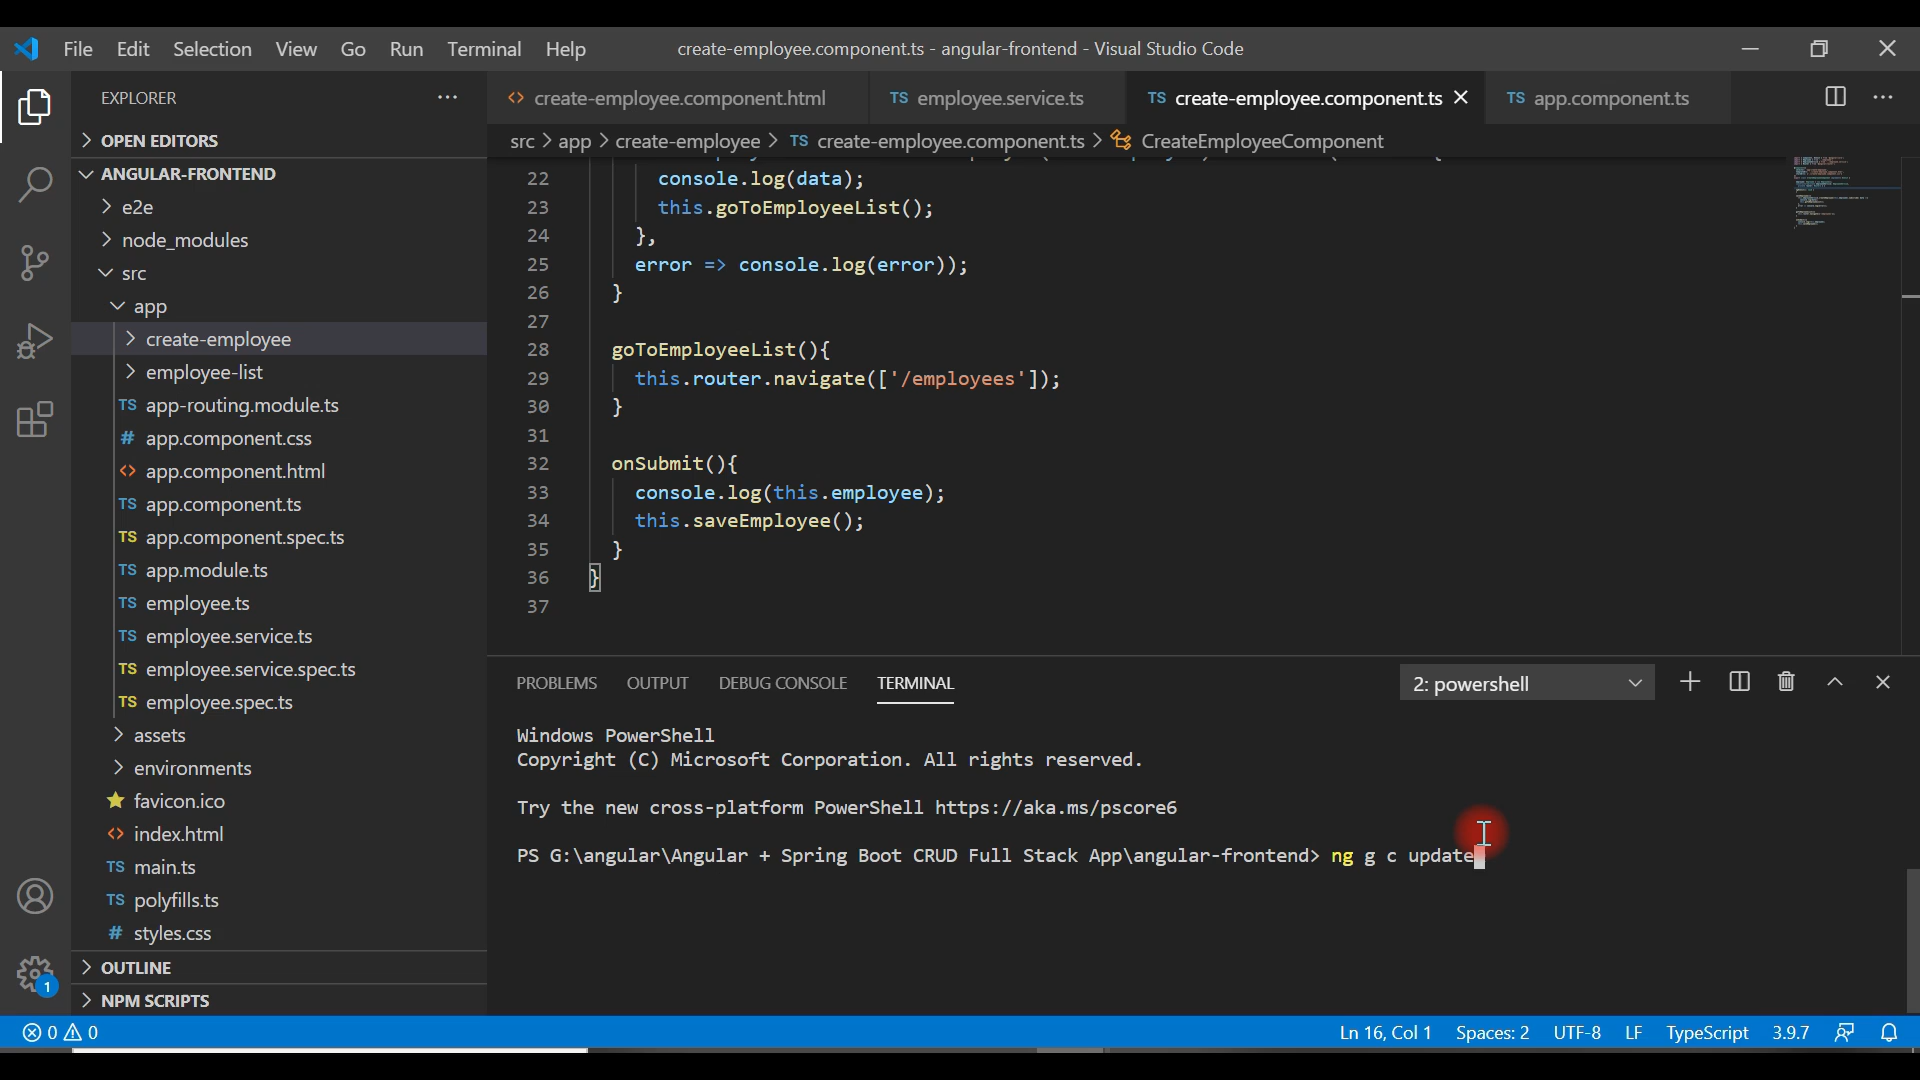 File Edit Selection View Go Run Terminal Help create-employee.component.ts - angular-frontend - Visual Studio Code
EXPLORER
OPEN EDITORS
ANGULAR-FRONTEND
e2e
node_modules
src
app
create-employee
employee-list
TS app-routing.module.ts
# app.component.css
<> app.component.html
TS app.component.ts
TS app.component.spec.ts
TS app.module.ts
TS employee.ts
TS employee.service.ts
TS employee.service.spec.ts
TS employee.spec.ts
assets
environments
favicon.ico
<> index.html
TS main.ts
TS polyfills.ts
# styles.css
OUTLINE
NPM SCRIPTS
1
<> create-employee.component.html TS employee.service.ts TS create-employee.component.ts TS app.component.ts
src > app > create-employee > TS create-employee.component.ts > CreateEmployeeComponent
22 console.log(data);
23 this.goToEmployeeList();
24 },
25 error => console.log(error));
26 }
27
28 goToEmployeeList(){
29 this.router.navigate(['/employees']);
30 }
31
32 onSubmit(){
33 console.log(this.employee);
34 this.saveEmployee();
35 }
36 }
37
PROBLEMS OUTPUT DEBUG CONSOLE TERMINAL 2: powershell
Windows PowerShell
Copyright (C) Microsoft Corporation. All rights reserved.
Try the new cross-platform PowerShell https://aka.ms/pscore6
PS G:\angular\Angular + Spring Boot CRUD Full Stack App\angular-frontend> ng g c update
0 0 Ln 16, Col 1 Spaces: 2 UTF-8 LF TypeScript 3.9.7